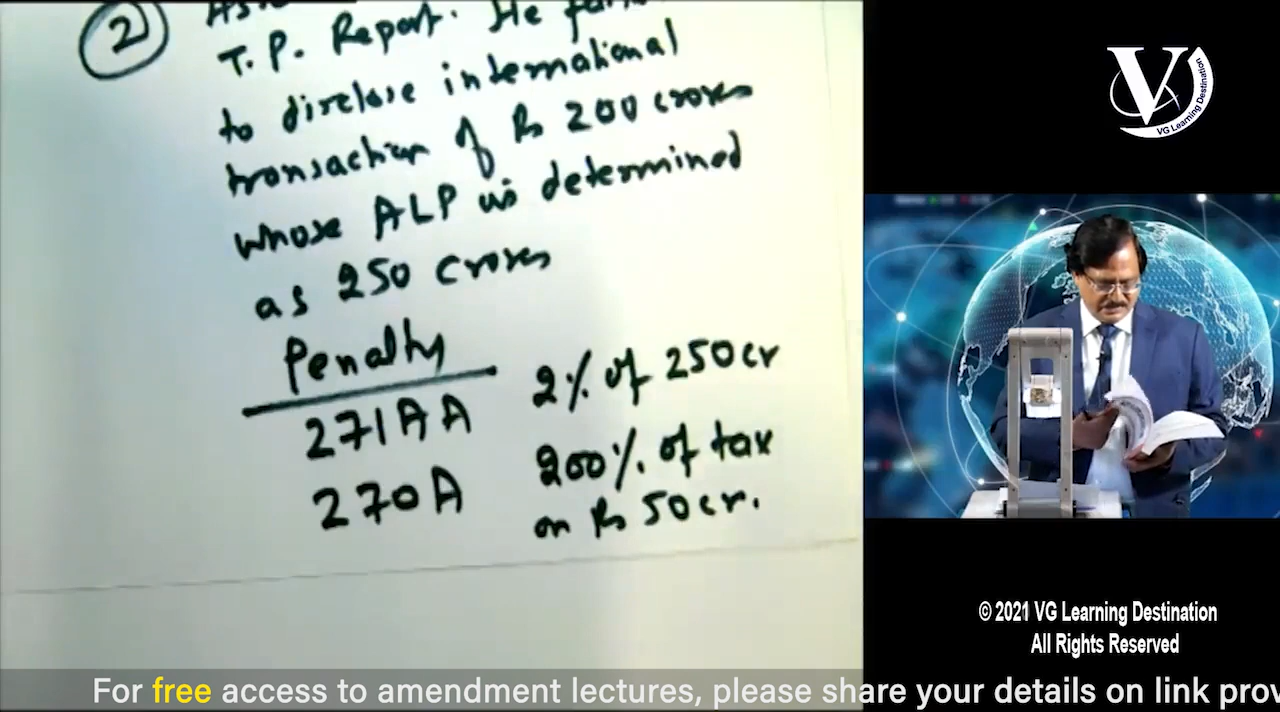 2
T.P. Report. He
to disclose international
transaction of Rs 200 crores
whose ALP is determined
as 250 crores
Penalty
271AA 2% of 250cr
270A 200% of tax
on Rs 50cr.
V
VG Learning Destination
© 2021 VG Learning Destination
All Rights Reserved
For free access to amendment lectures, please share your details on link prov